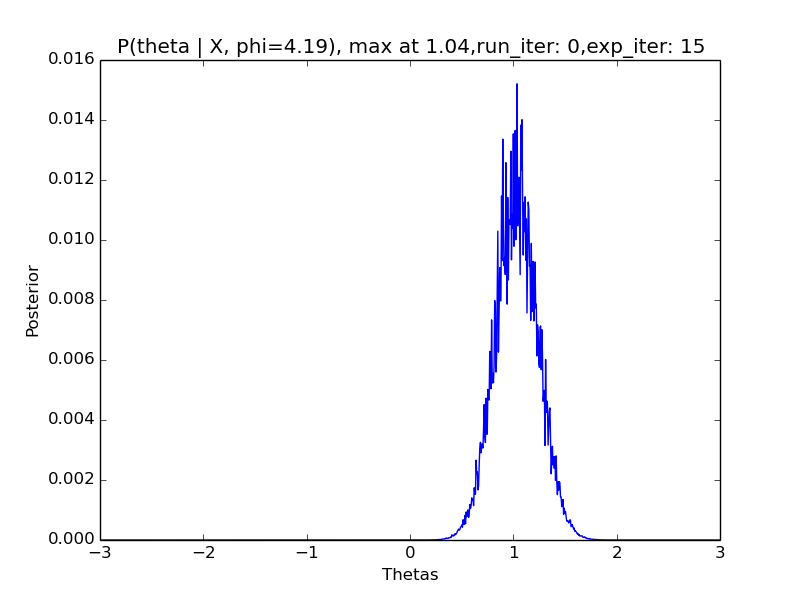 P(theta | X, phi=4.19), max at 1.04,run_iter: 0,exp_iter: 15
0.016
0.014
0.012
0.010
0.008
0.006
0.004
0.002
0.000
Posterior
−3 −2 −1 0 1 2 3
Thetas